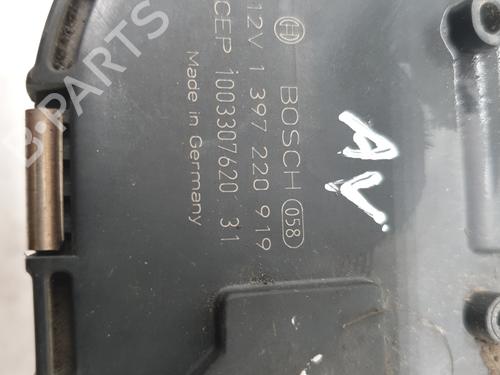 BOSCH 058
12V 1 397 220 919
CEP 1003307620 31
Made in Germany
AV
B-PARTS